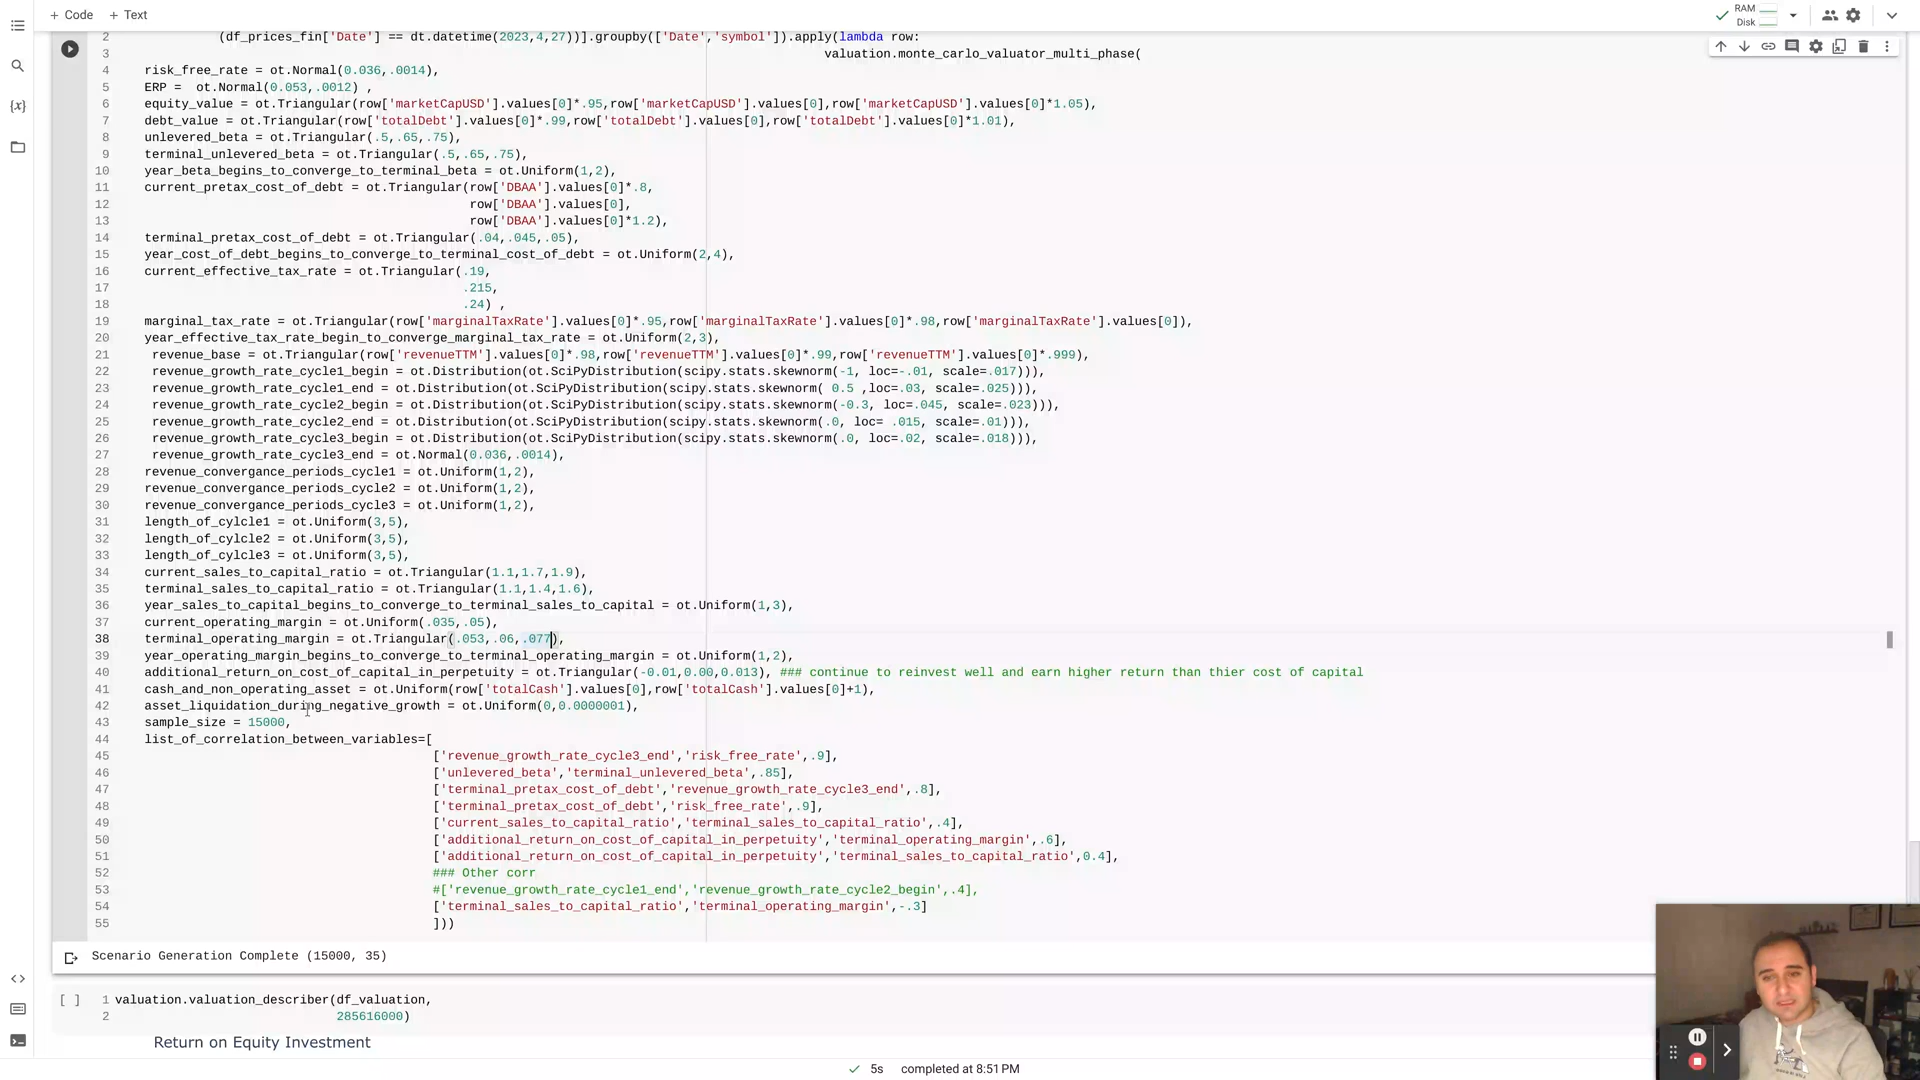 + Code + Text
RAM
Disk
2 (df_prices_fin['Date'] == dt.datetime(2023,4,27))].groupby(['Date','symbol']).apply(lambda row:
3 valuation.monte_carlo_valuator_multi_phase(
4 risk_free_rate = ot.Normal(0.036,.0014),
5 ERP = ot.Normal(0.053,.0012) ,
6 equity_value = ot.Triangular(row['marketCapUSD'].values[0]*.95,row['marketCapUSD'].values[0],row['marketCapUSD'].values[0]*1.05),
7 debt_value = ot.Triangular(row['totalDebt'].values[0]*.99,row['totalDebt'].values[0],row['totalDebt'].values[0]*1.01),
8 unlevered_beta = ot.Triangular(.5,.65,.75),
9 terminal_unlevered_beta = ot.Triangular(.5,.65,.75),
10 year_beta_begins_to_converge_to_terminal_beta = ot.Uniform(1,2),
11 current_pretax_cost_of_debt = ot.Triangular(row['DBAA'].values[0]*.8,
12 row['DBAA'].values[0],
13 row['DBAA'].values[0]*1.2),
14 terminal_pretax_cost_of_debt = ot.Triangular(.04,.045,.05),
15 year_cost_of_debt_begins_to_converge_to_terminal_cost_of_debt = ot.Uniform(2,4),
16 current_effective_tax_rate = ot.Triangular(.19,
17 .215,
18 .24) ,
19 marginal_tax_rate = ot.Triangular(row['marginalTaxRate'].values[0]*.95,row['marginalTaxRate'].values[0]*.98,row['marginalTaxRate'].values[0]),
20 year_effective_tax_rate_begin_to_converge_marginal_tax_rate = ot.Uniform(2,3),
21 revenue_base = ot.Triangular(row['revenueTTM'].values[0]*.98,row['revenueTTM'].values[0]*.99,row['revenueTTM'].values[0]*.999),
22 revenue_growth_rate_cycle1_begin = ot.Distribution(ot.SciPyDistribution(scipy.stats.skewnorm(-1, loc=-.01, scale=.017))),
23 revenue_growth_rate_cycle1_end = ot.Distribution(ot.SciPyDistribution(scipy.stats.skewnorm( 0.5 ,loc=.03, scale=.025))),
24 revenue_growth_rate_cycle2_begin = ot.Distribution(ot.SciPyDistribution(scipy.stats.skewnorm(-0.3, loc=.045, scale=.023))),
25 revenue_growth_rate_cycle2_end = ot.Distribution(ot.SciPyDistribution(scipy.stats.skewnorm(.0, loc= .015, scale=.01))),
26 revenue_growth_rate_cycle3_begin = ot.Distribution(ot.SciPyDistribution(scipy.stats.skewnorm(.0, loc=.02, scale=.018))),
27 revenue_growth_rate_cycle3_end = ot.Normal(0.036,.0014),
28 revenue_convergance_periods_cycle1 = ot.Uniform(1,2),
29 revenue_convergance_periods_cycle2 = ot.Uniform(1,2),
30 revenue_convergance_periods_cycle3 = ot.Uniform(1,2),
31 length_of_cylcle1 = ot.Uniform(3,5),
32 length_of_cylcle2 = ot.Uniform(3,5),
33 length_of_cylcle3 = ot.Uniform(3,5),
34 current_sales_to_capital_ratio = ot.Triangular(1.1,1.7,1.9),
35 terminal_sales_to_capital_ratio = ot.Triangular(1.1,1.4,1.6),
36 year_sales_to_capital_begins_to_converge_to_terminal_sales_to_capital = ot.Uniform(1,3),
37 current_operating_margin = ot.Uniform(.035,.05),
38 terminal_operating_margin = ot.Triangular(.053,.06,.077),
39 year_operating_margin_begins_to_converge_to_terminal_operating_margin = ot.Uniform(1,2),
40 additional_return_on_cost_of_capital_in_perpetuity = ot.Triangular(-0.01,0.00,0.013), ### continue to reinvest well and earn higher return than thier cost of capital
41 cash_and_non_operating_asset = ot.Uniform(row['totalCash'].values[0],row['totalCash'].values[0]+1),
42 asset_liquidation_during_negative_growth = ot.Uniform(0,0.0000001),
43 sample_size = 15000,
44 list_of_correlation_between_variables=[
45 ['revenue_growth_rate_cycle3_end','risk_free_rate',.9],
46 ['unlevered_beta','terminal_unlevered_beta',.85],
47 ['terminal_pretax_cost_of_debt','revenue_growth_rate_cycle3_end',.8],
48 ['terminal_pretax_cost_of_debt','risk_free_rate',.9],
49 ['current_sales_to_capital_ratio','terminal_sales_to_capital_ratio',.4],
50 ['additional_return_on_cost_of_capital_in_perpetuity','terminal_operating_margin',.6],
51 ['additional_return_on_cost_of_capital_in_perpetuity','terminal_sales_to_capital_ratio',0.4],
52 ### Other corr
53 #['revenue_growth_rate_cycle1_end','revenue_growth_rate_cycle2_begin',.4],
54 ['terminal_sales_to_capital_ratio','terminal_operating_margin',-.3]
55 ]))
Scenario Generation Complete (15000, 35)
[ ] 1 valuation.valuation_describer(df_valuation,
2 285616000)
Return on Equity Investment
5s completed at 8:51 PM